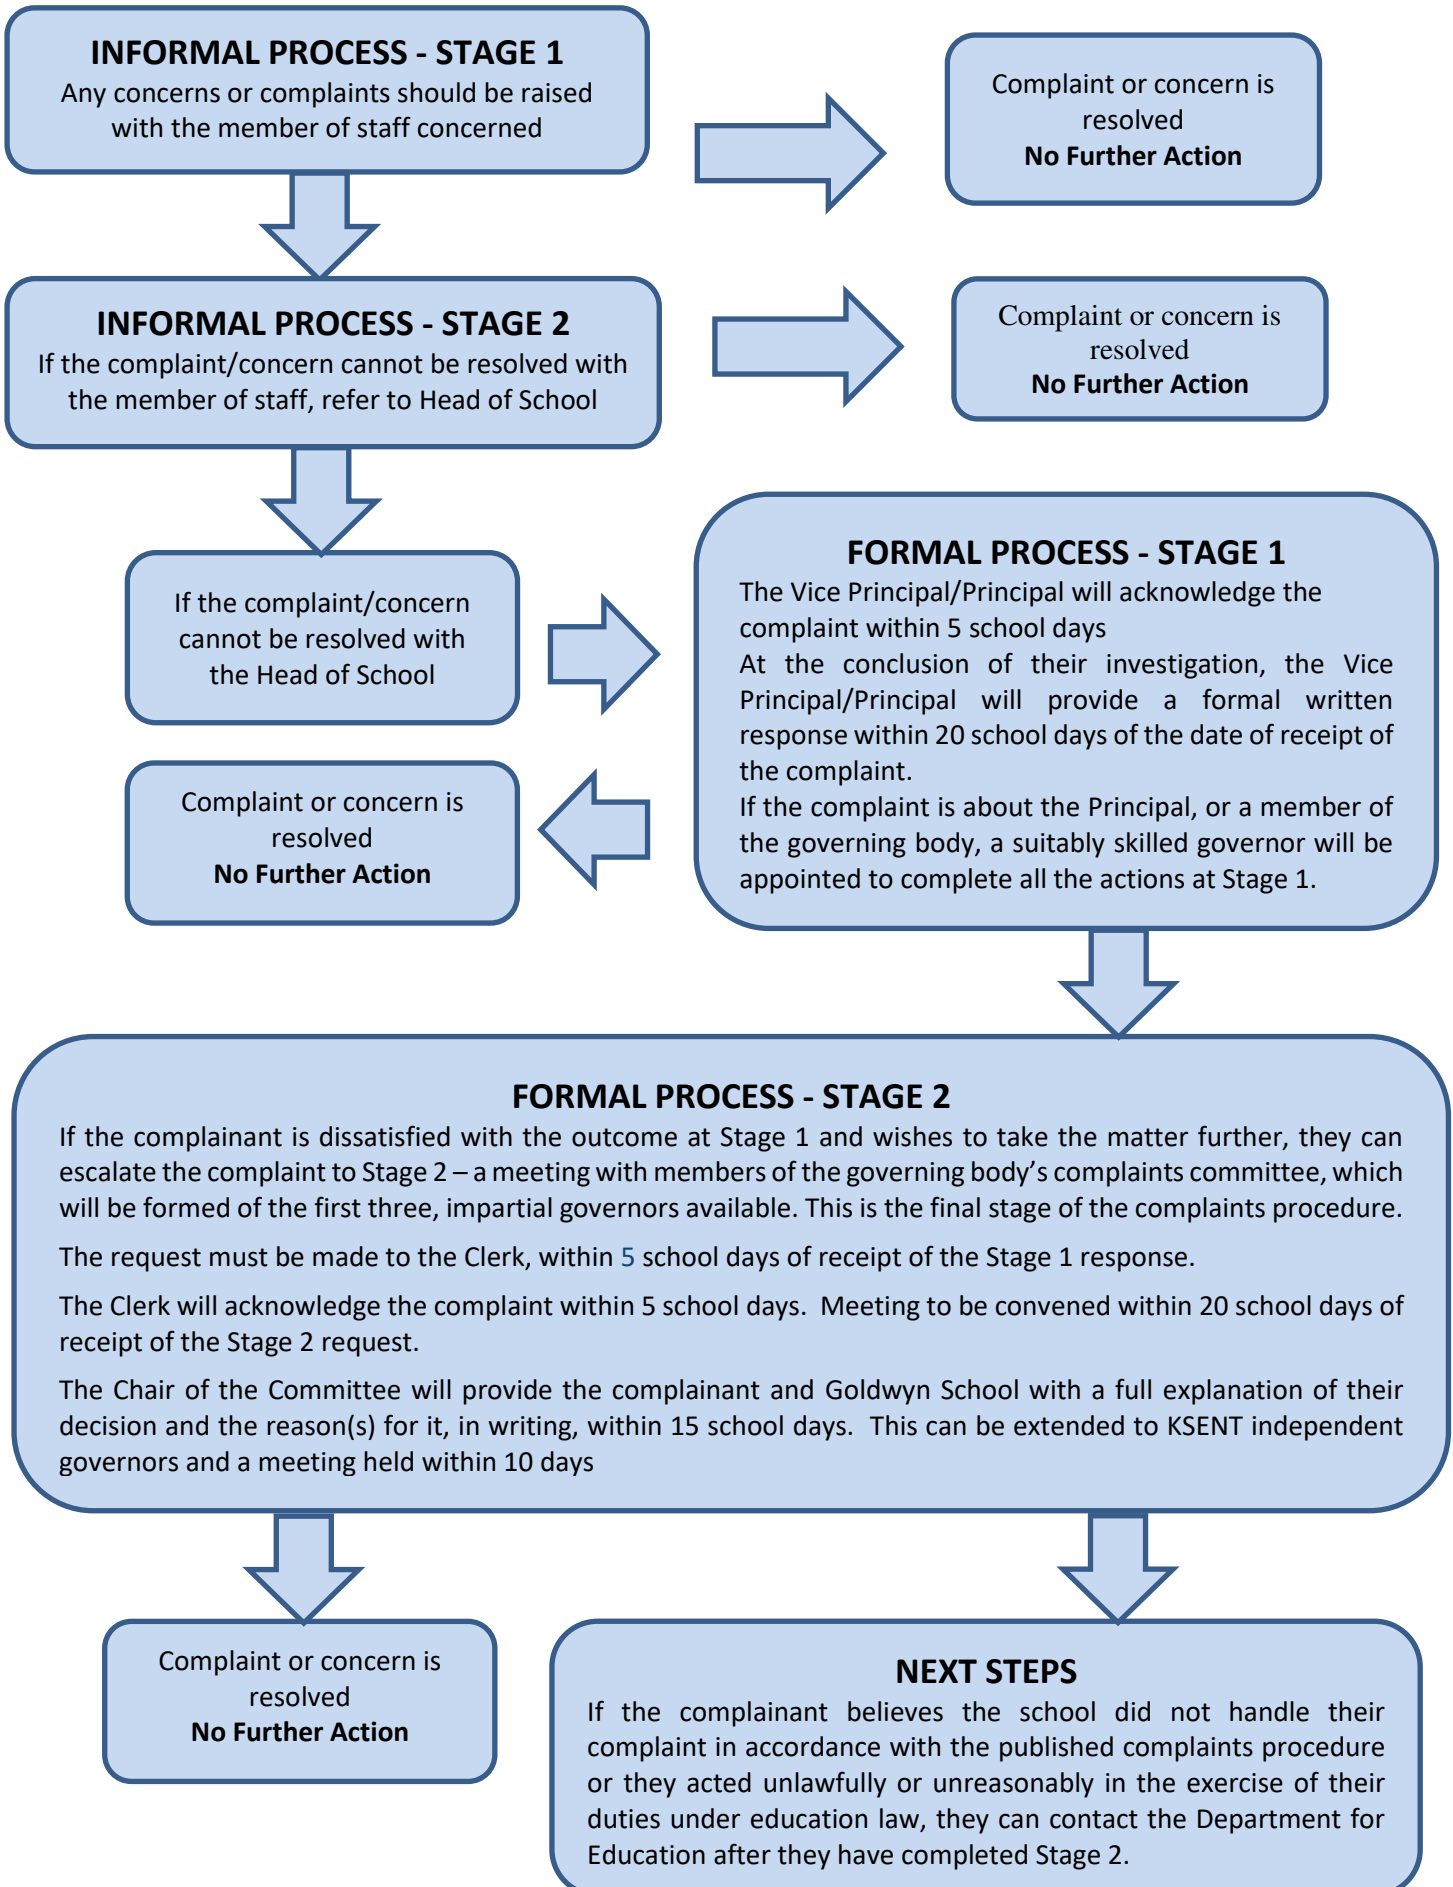 INFORMAL PROCESS - STAGE 1
Any concerns or complaints should be raised
with the member of staff concerned
Complaint or concern is
resolved
No Further Action
INFORMAL PROCESS - STAGE 2
If the complaint/concern cannot be resolved with
the member of staff, refer to Head of School
Complaint or concern is
resolved
No Further Action
If the complaint/concern
cannot be resolved with
the Head of School
FORMAL PROCESS - STAGE 1
The Vice Principal/Principal will acknowledge the
complaint within 5 school days
At the conclusion of their investigation, the Vice
Principal/Principal will provide a formal written
response within 20 school days of the date of receipt of
the complaint.
If the complaint is about the Principal, or a member of
the governing body, a suitably skilled governor will be
appointed to complete all the actions at Stage 1.
Complaint or concern is
resolved
No Further Action
FORMAL PROCESS - STAGE 2
If the complainant is dissatisfied with the outcome at Stage 1 and wishes to take the matter further, they can
escalate the complaint to Stage 2 – a meeting with members of the governing body’s complaints committee, which
will be formed of the first three, impartial governors available. This is the final stage of the complaints procedure.
The request must be made to the Clerk, within 5 school days of receipt of the Stage 1 response.
The Clerk will acknowledge the complaint within 5 school days. Meeting to be convened within 20 school days of
receipt of the Stage 2 request.
The Chair of the Committee will provide the complainant and Goldwyn School with a full explanation of their
decision and the reason(s) for it, in writing, within 15 school days. This can be extended to KSENT independent
governors and a meeting held within 10 days
Complaint or concern is
resolved
No Further Action
NEXT STEPS
If the complainant believes the school did not handle their
complaint in accordance with the published complaints procedure
or they acted unlawfully or unreasonably in the exercise of their
duties under education law, they can contact the Department for
Education after they have completed Stage 2.